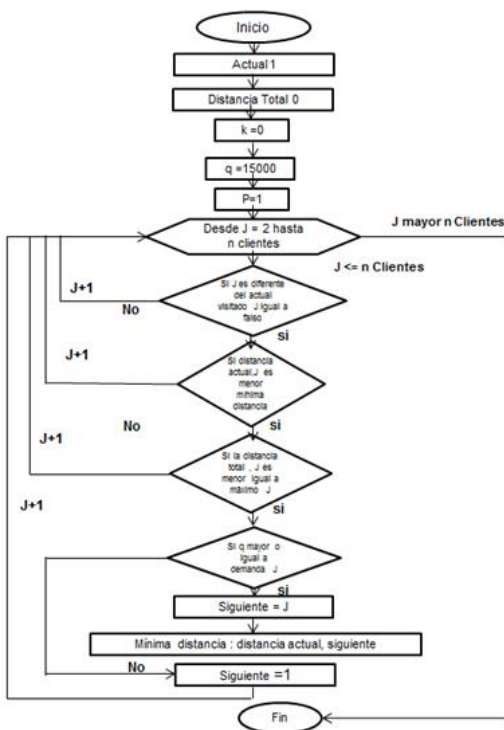 Inicio
Actual 1
Distancia Total 0
k =0
q =15000
P=1
Desde J = 2 hasta
n clientes
J mayor n Clientes
J <= n Clientes
Si J es diferente
del actual
visitado J igual a
falso
J+1
No
si
Si distancia
actual,J es
menor
mínima
distancia
J+1
No
si
Si la distancia
total , J es
menor igual a
máximo J
J+1
si
J+1
Si q mayor o
igual a
demanda J
si
Siguiente = J
Mínima distancia : distancia actual, siguiente
No
Siguiente =1
Fin